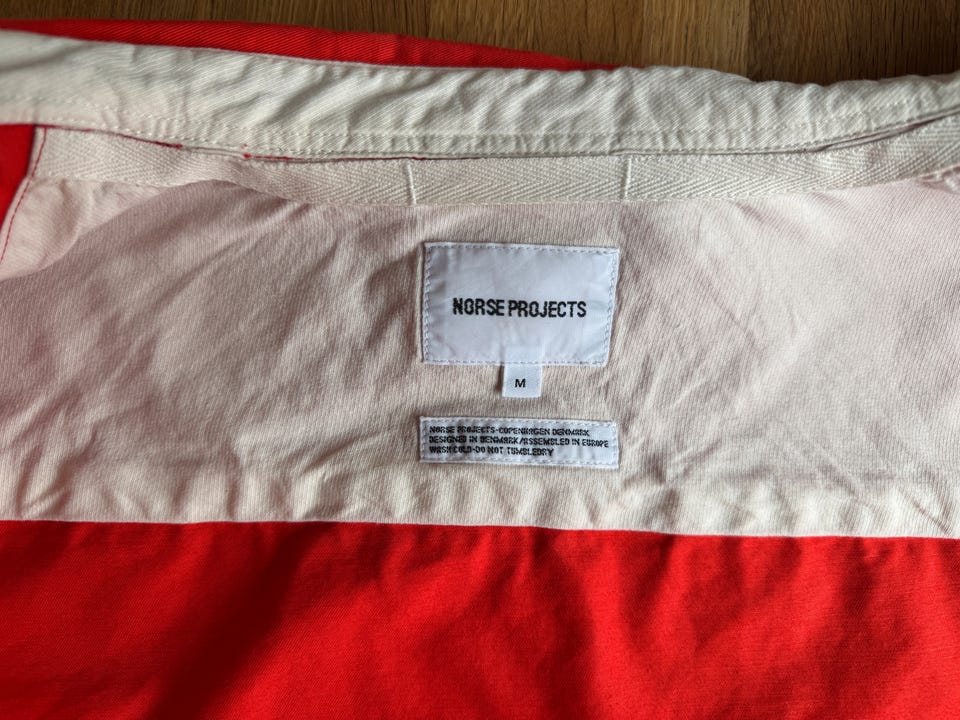 NORSE PROJECTS
M
NORSE PROJECTS-COPENHAGEN DENMARK
DESIGNED IN DENMARK/ASSEMBLED IN EUROPE
WASH COLD-DO NOT TUMBLEDRY